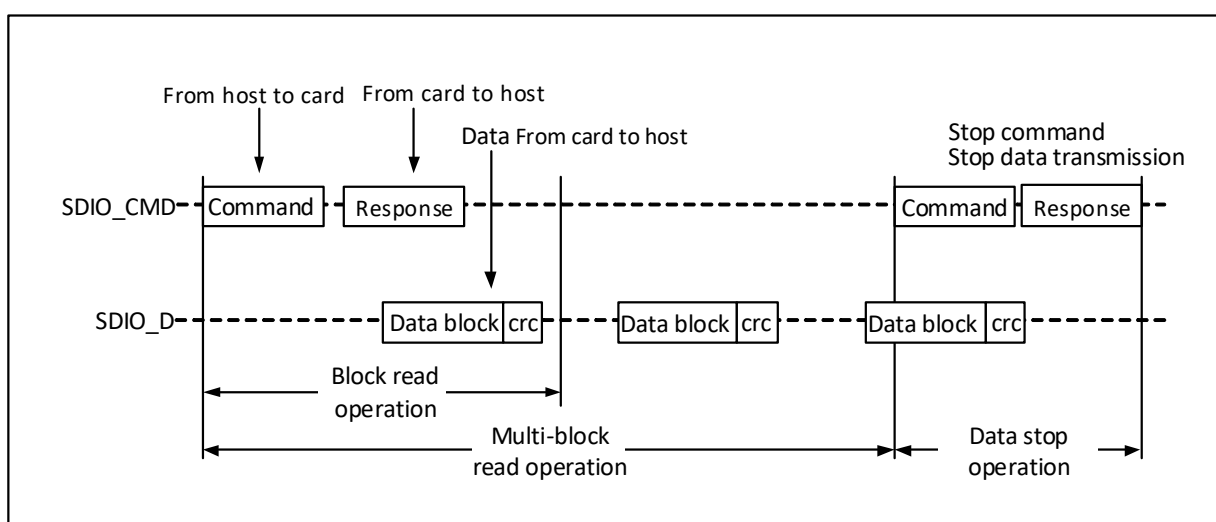 From host to card
From card to host
Data From card to host
Stop command
Stop data transmission
SDIO_CMD
Command
Response
Command
Response
SDIO_D
Data block
crc
Data block
crc
Data block
crc
Block read
operation
Multi-block
read operation
Data stop
operation